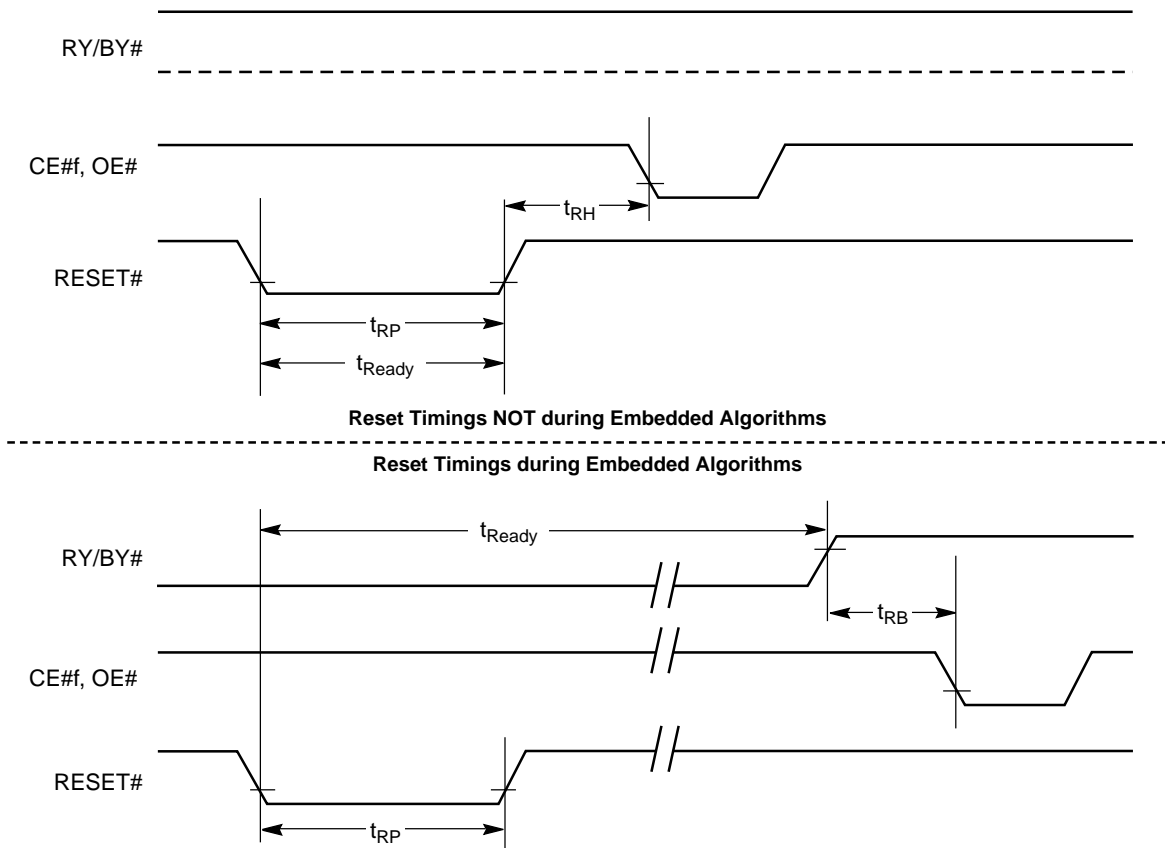 RY/BY#
CE#f, OE#
tRH
RESET#
tRP
tReady
Reset Timings NOT during Embedded Algorithms
Reset Timings during Embedded Algorithms
tReady
RY/BY#
tRB
CE#f, OE#
RESET#
tRP